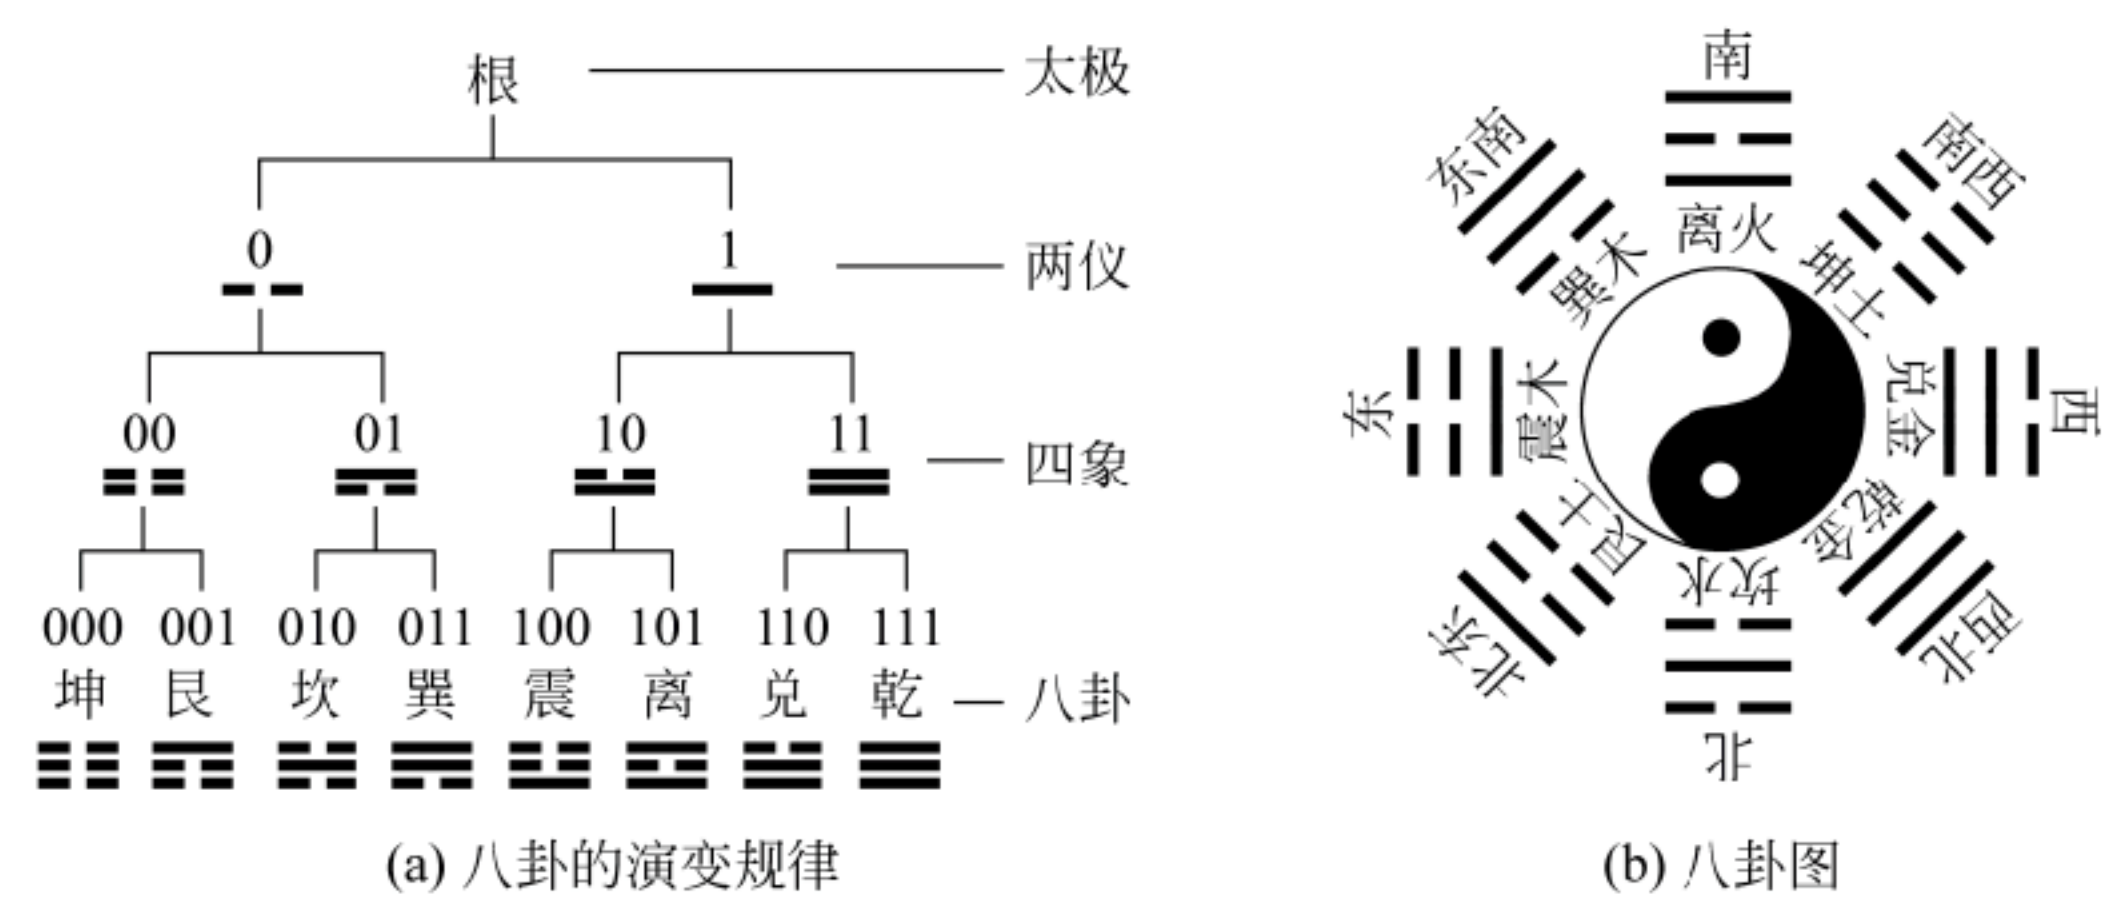 根
太极
0
1
两仪
00
01
10
11
四象
000
001
010
011
100
101
110
111
坤
艮
坎
巽
震
离
兑
乾
八卦
(a) 八卦的演变规律
南
离火
南西
坤土
西
兑金
西北
乾金
北
坎水
北东
艮土
东
震木
东南
巽木
(b) 八卦图